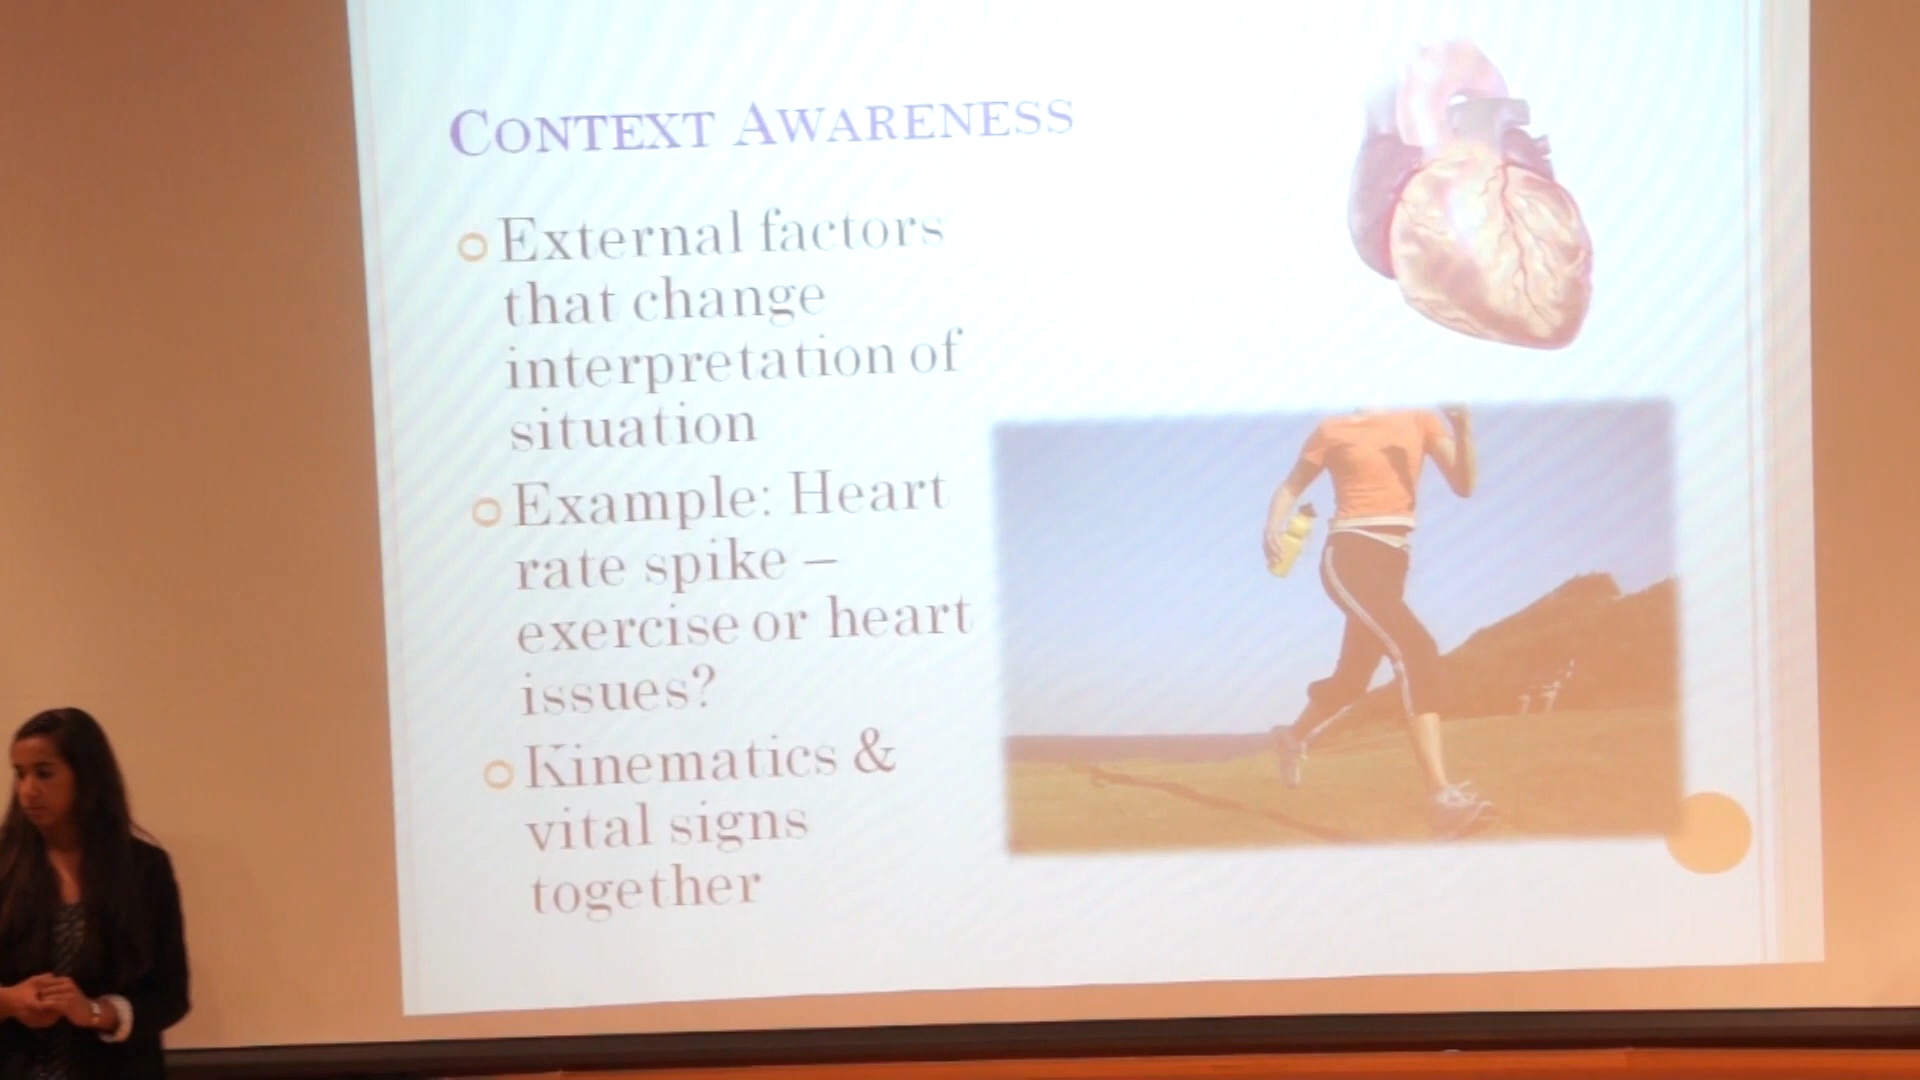 CONTEXT AWARENESS
External factors
that change
interpretation of
situation
Example: Heart
rate spike –
exercise or heart
issues?
Kinematics &
vital signs
together